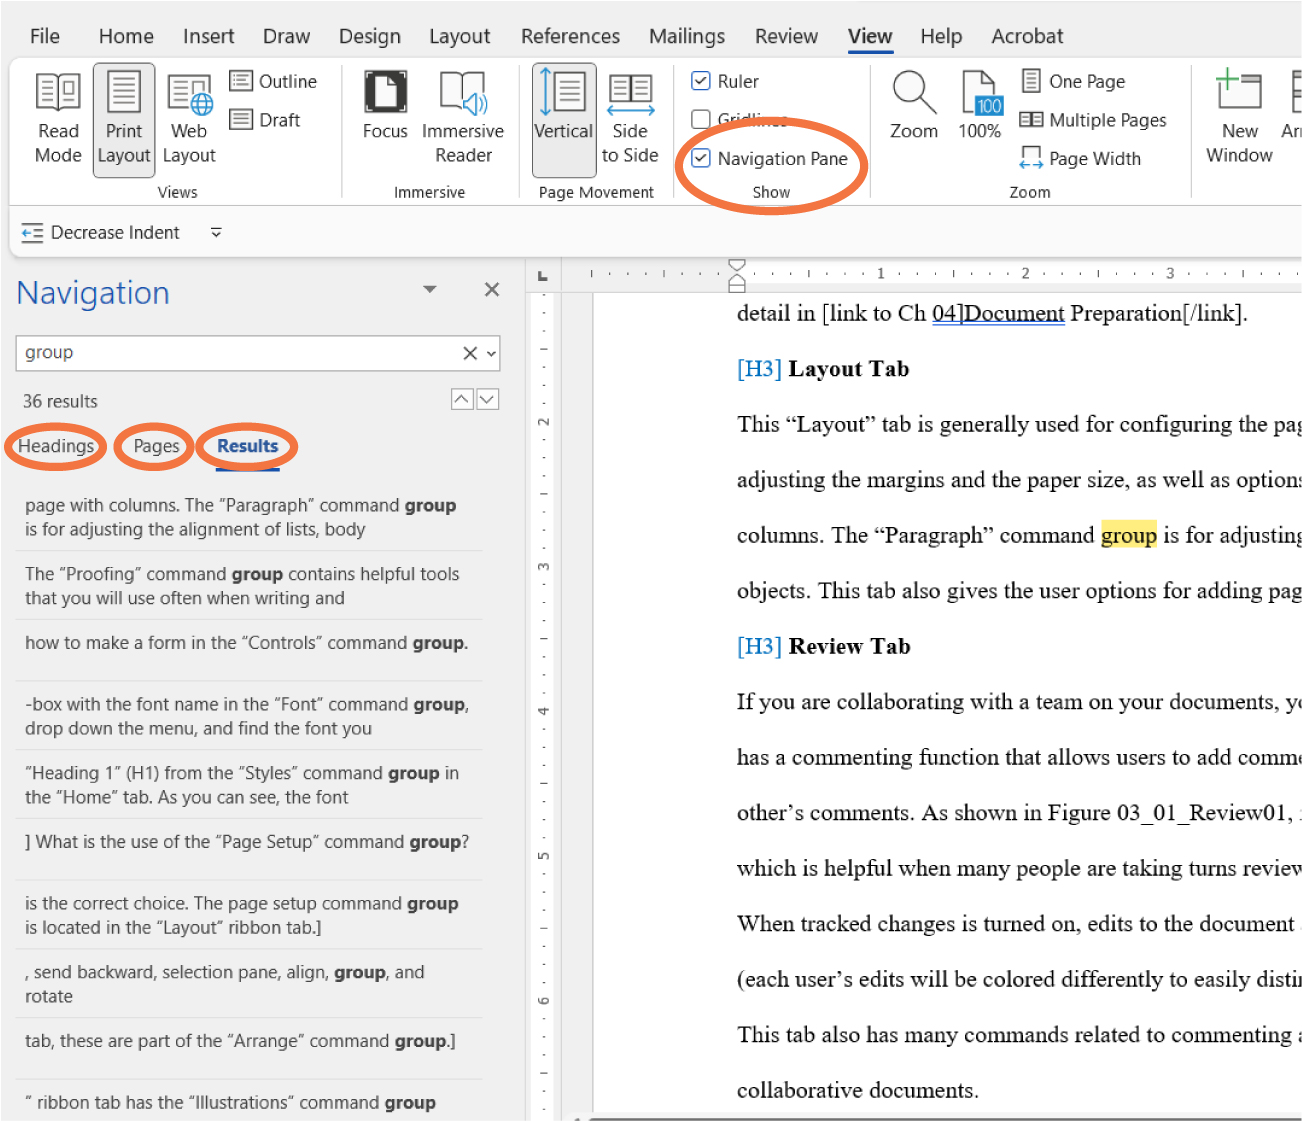 File Home Insert Draw Design Layout References Mailings Review View Help Acrobat
Read Mode
Print Layout
Web Layout
Outline
Draft
Views
Focus
Immersive Reader
Immersive
Vertical
Side to Side
Page Movement
Ruler
Gridlines
Navigation Pane
Show
Zoom
100
100%
One Page
Multiple Pages
Page Width
Zoom
New Window
Decrease Indent
Navigation
group
36 results
Headings Pages Results
page with columns. The “Paragraph” command group
is for adjusting the alignment of lists, body
The “Proofing” command group contains helpful tools
that you will use often when writing and
how to make a form in the “Controls” command group.
-box with the font name in the “Font” command group,
drop down the menu, and find the font you
“Heading 1” (H1) from the “Styles” command group in
the “Home” tab. As you can see, the font
] What is the use of the “Page Setup” command group?
is the correct choice. The page setup command group
is located in the “Layout” ribbon tab.]
, send backward, selection pane, align, group, and
rotate
tab, these are part of the “Arrange” command group.]
” ribbon tab has the “Illustrations” command group
1 2 3
2
3
4
5
6
detail in [link to Ch 04]Document Preparation[/link].
[H3] Layout Tab
This “Layout” tab is generally used for configuring the
adjusting the margins and the paper size, as well as options
columns. The “Paragraph” command group is for adjusting
objects. This tab also gives the user options for adding
[H3] Review Tab
If you are collaborating with a team on your documents,
has a commenting function that allows users to add
other’s comments. As shown in Figure 03_01_Review01,
which is helpful when many people are taking turns
When tracked changes is turned on, edits to the document
(each user’s edits will be colored differently to easily
This tab also has many commands related to commenting
collaborative documents.